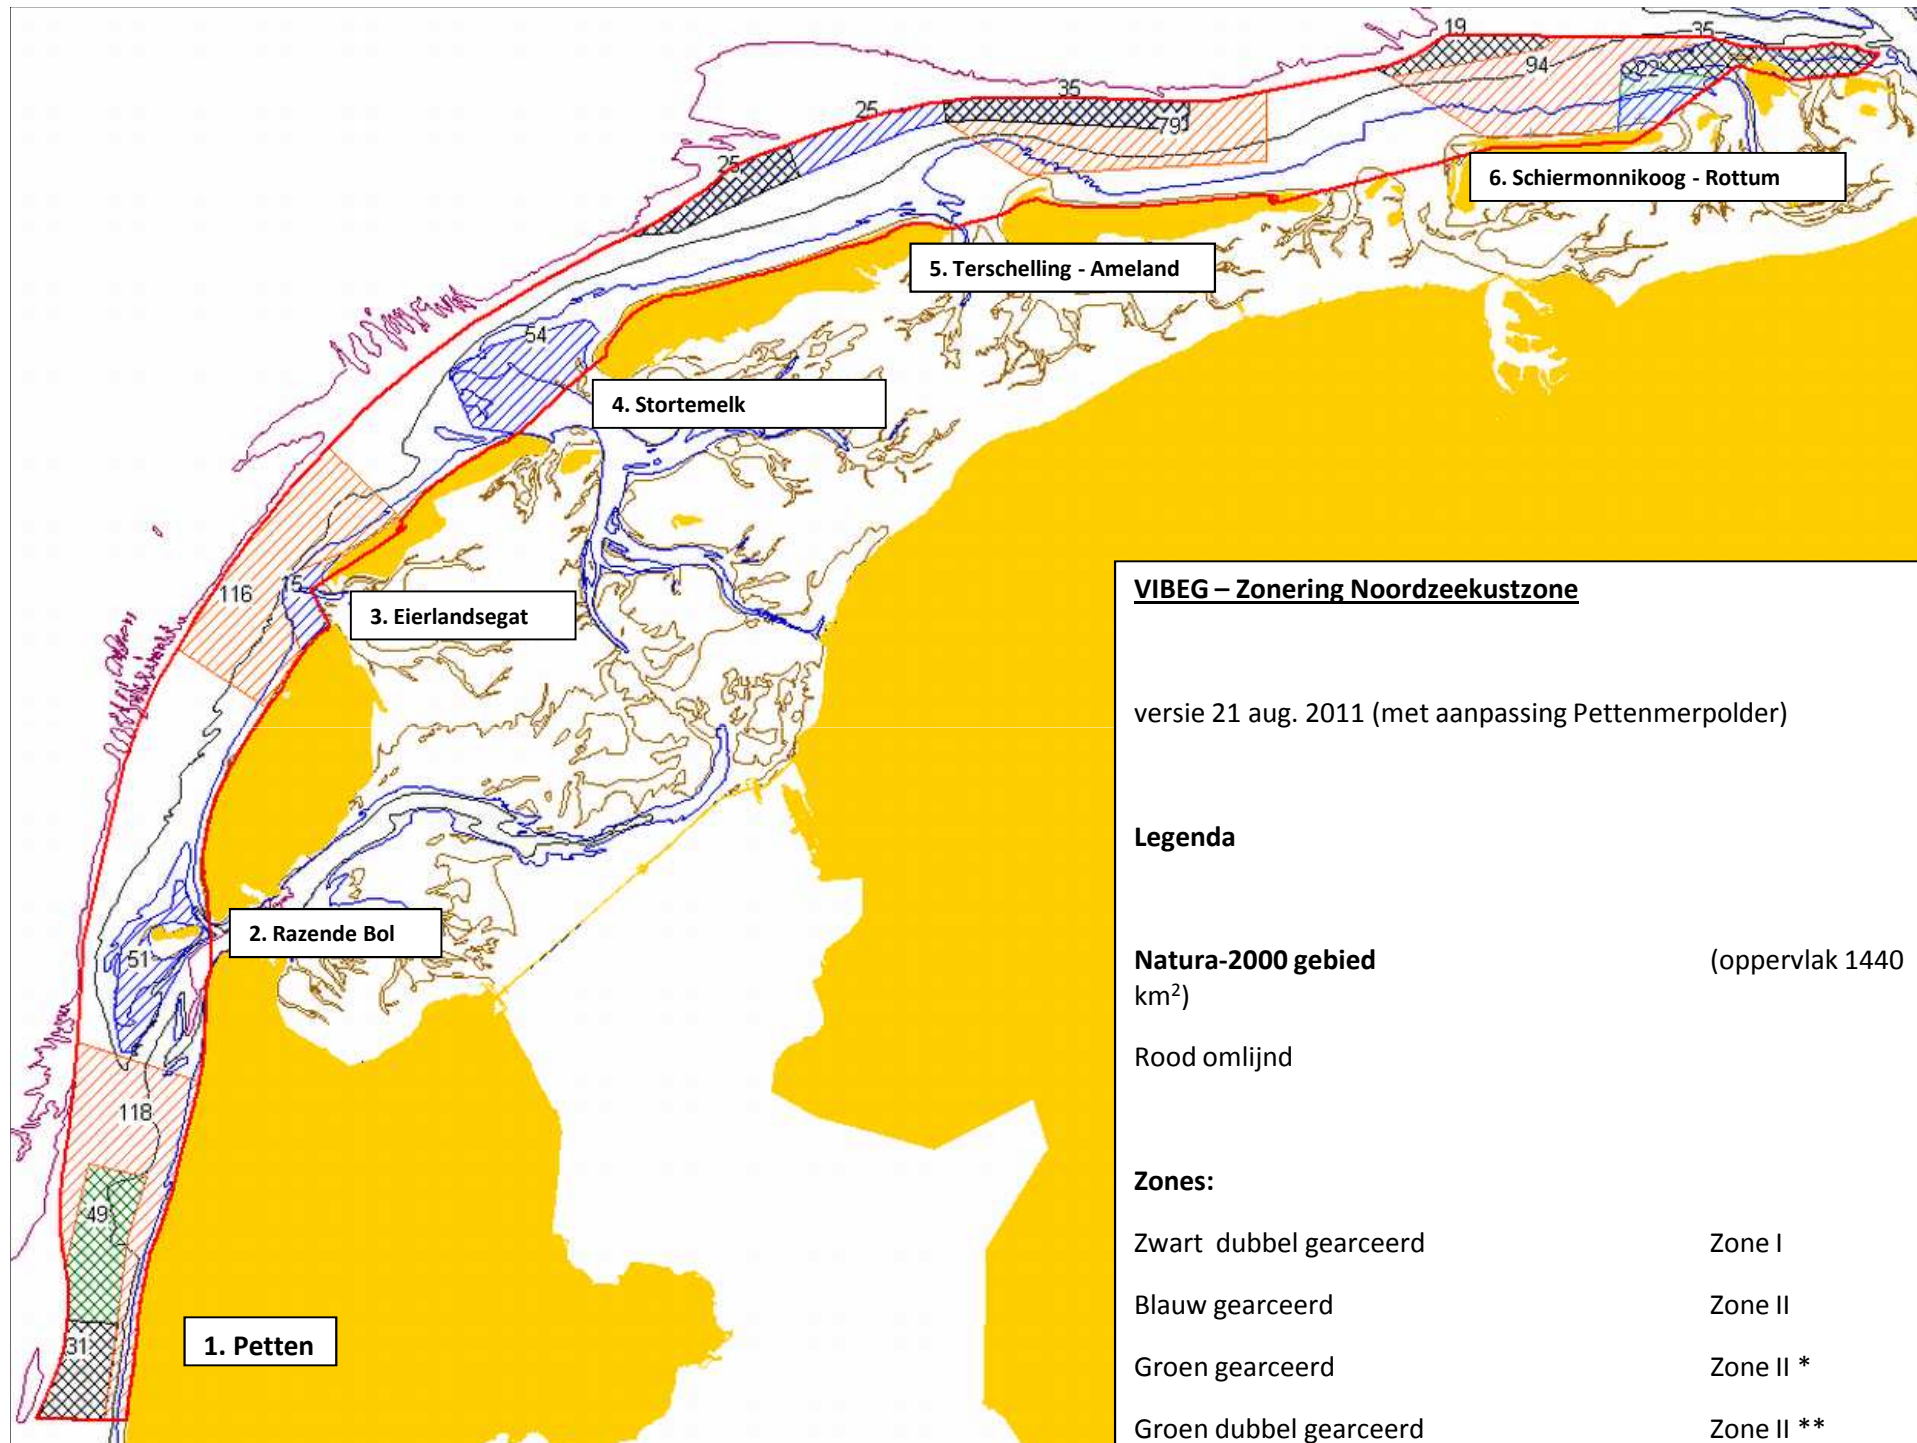 19
35
94
22
35
25
79
25
6. Schiermonnikoog - Rottum
5. Terschelling - Ameland
54
4. Stortemelk
116
15
3. Eierlandsegat
2. Razende Bol
51
118
49
31
1. Petten
VIBEG – Zonering Noordzeekustzone
versie 21 aug. 2011 (met aanpassing Pettenmerpolder)
Legenda
Natura-2000 gebied (oppervlak 1440
km²)
Rood omlijnd
Zones:
Zwart dubbel gearceerd Zone I
Blauw gearceerd Zone II
Groen gearceerd Zone II *
Groen dubbel gearceerd Zone II **